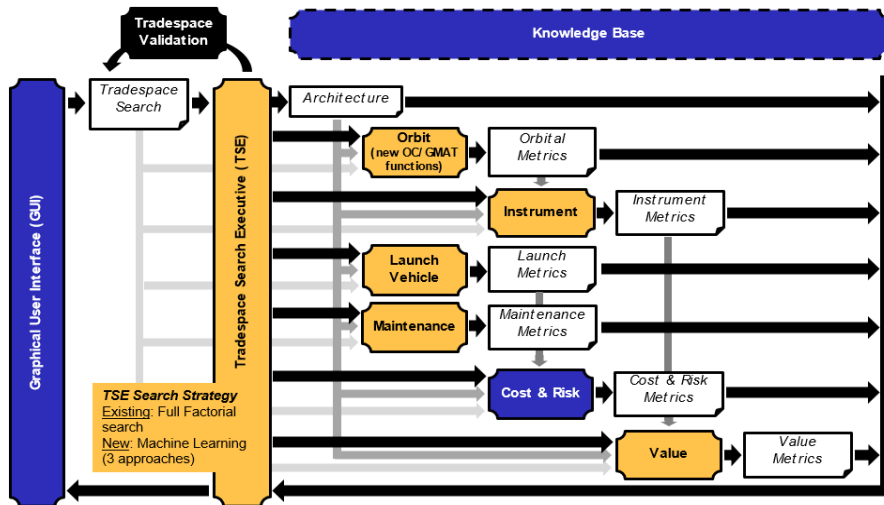 Tradespace
Validation
Knowledge Base
Graphical User Interface (GUI)
Tradespace
Search
Tradespace Search Executive (TSE)
Architecture
Orbit
(new OC/ GMAT
functions)
Orbital
Metrics
Instrument
Instrument
Metrics
Launch
Vehicle
Launch
Metrics
Maintenance
Maintenance
Metrics
TSE Search Strategy
Existing: Full Factorial
search
New: Machine Learning
(3 approaches)
Cost & Risk
Cost & Risk
Metrics
Value
Value
Metrics